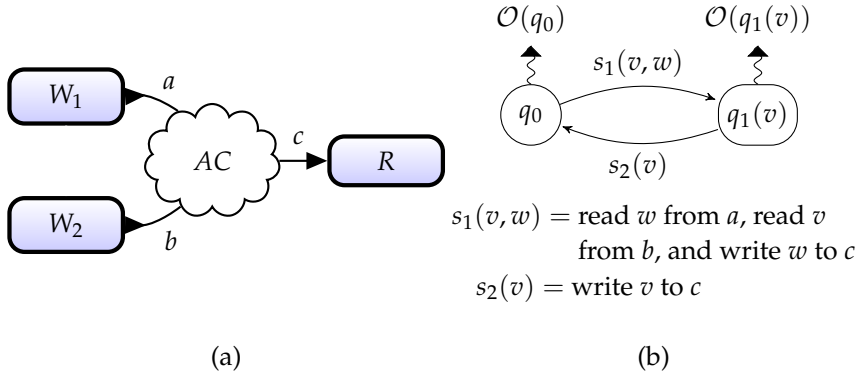 W₁
a
AC
c
R
W₂
b
(a)
𝒪(q₀)
𝒪(q₁(v))
s₁(v, w)
q₀
q₁(v)
s₂(v)
s₁(v, w) = read w from a, read v
from b, and write w to c
s₂(v) = write v to c
(b)